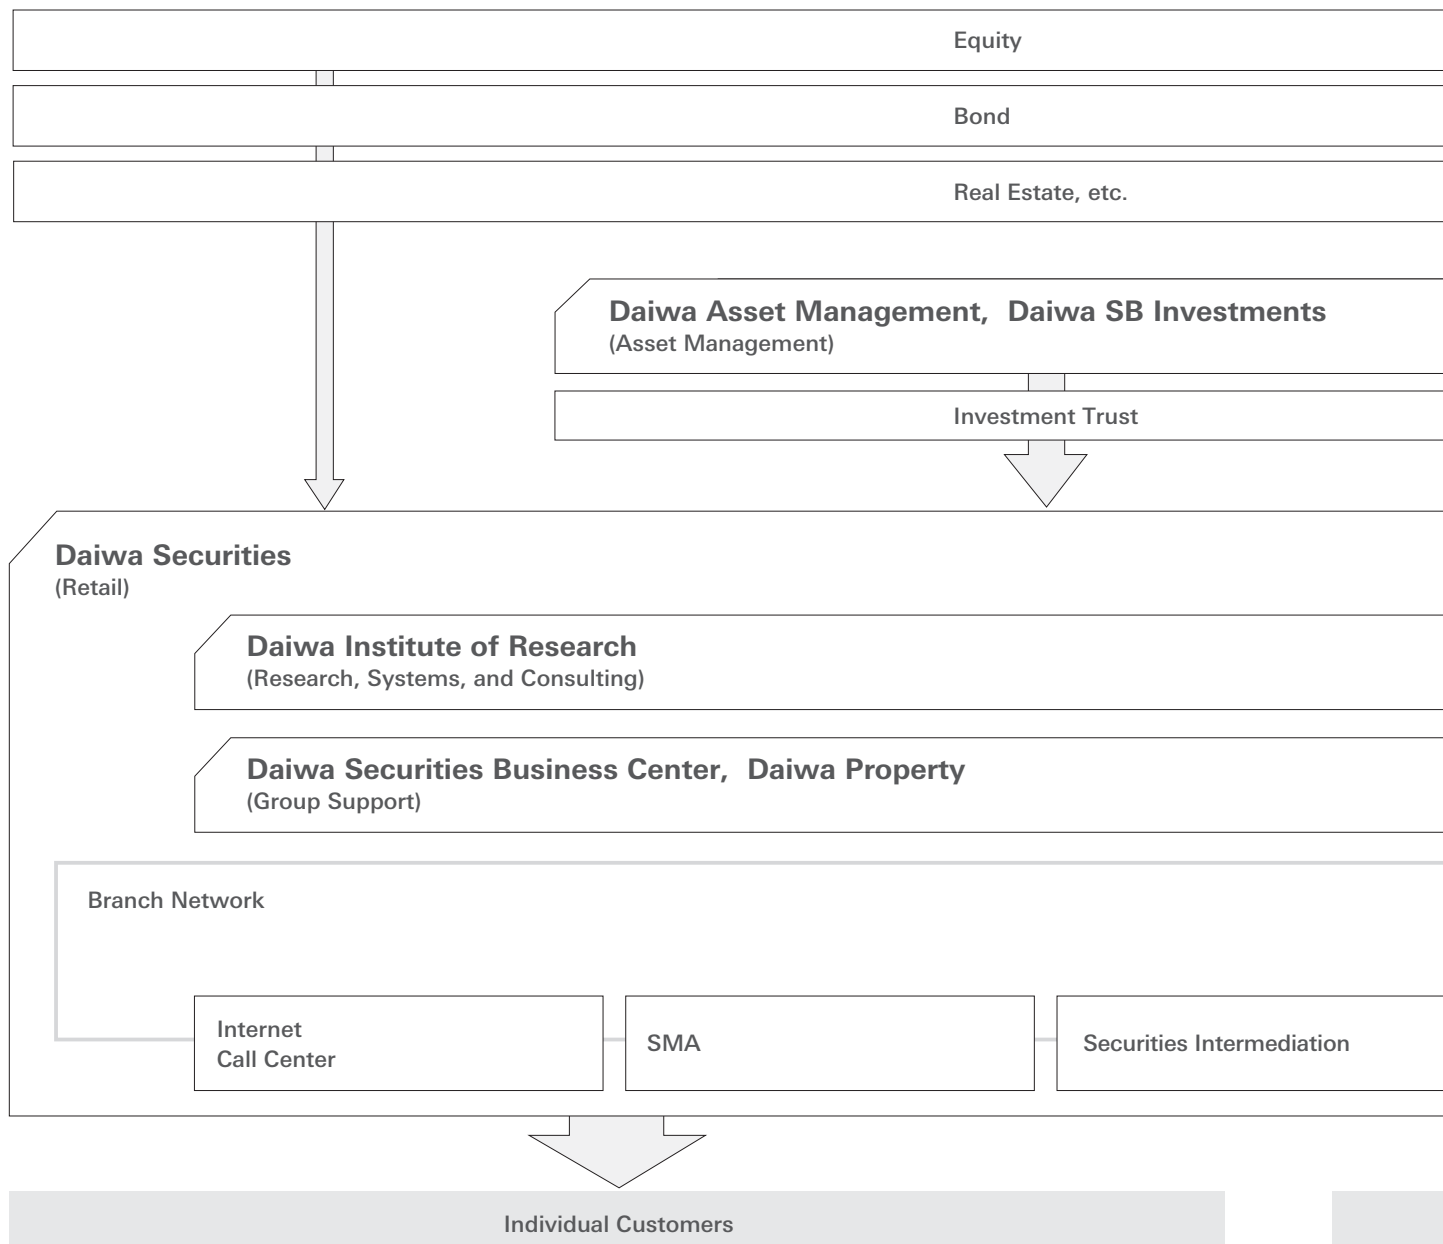 Equity
Bond
Real Estate, etc.
Daiwa Asset Management, Daiwa SB Investments
(Asset Management)
Investment Trust
Daiwa Securities
(Retail)
Daiwa Institute of Research
(Research, Systems, and Consulting)
Daiwa Securities Business Center, Daiwa Property
(Group Support)
Branch Network
Internet
Call Center
SMA
Securities Intermediation
Individual Customers